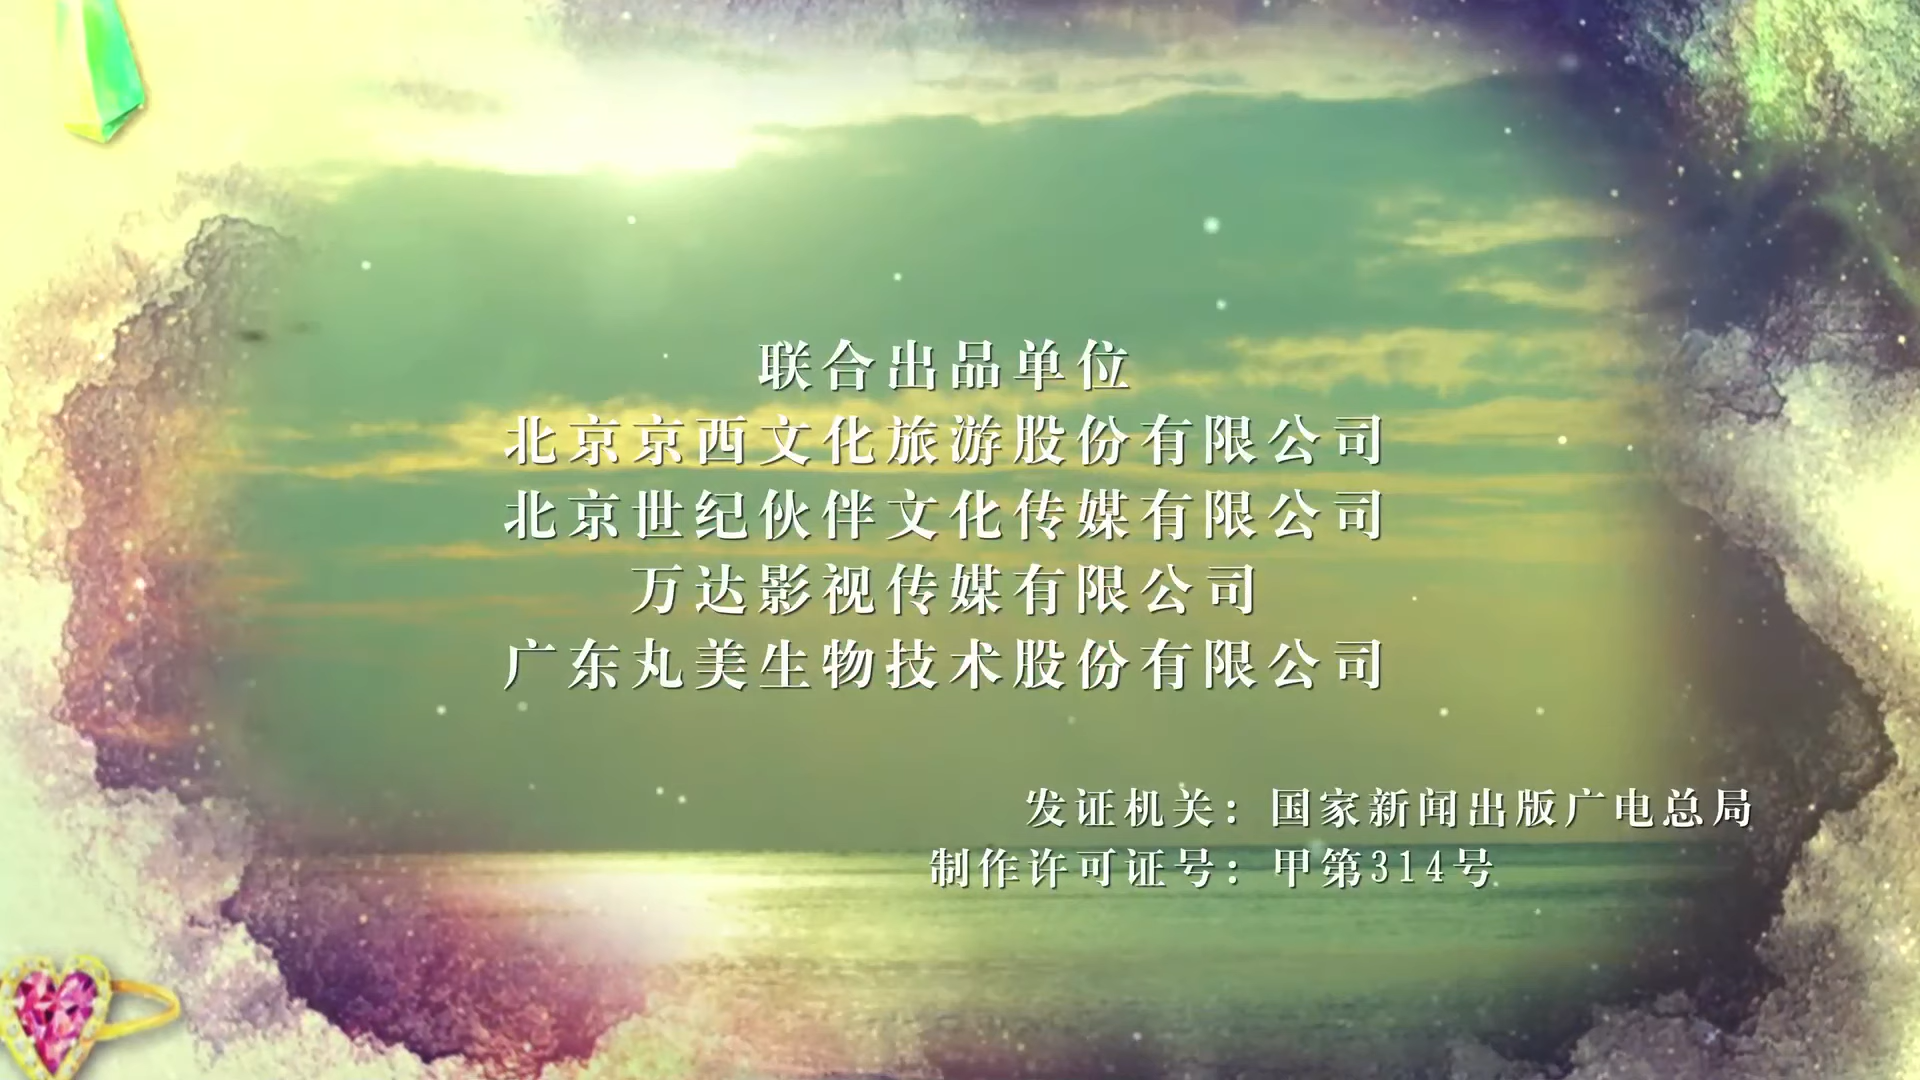 联合出品单位
北京京西文化旅游股份有限公司
北京世纪伙伴文化传媒有限公司
万达影视传媒有限公司
广东丸美生物技术股份有限公司
发证机关：国家新闻出版广电总局
制作许可证号：甲第314号